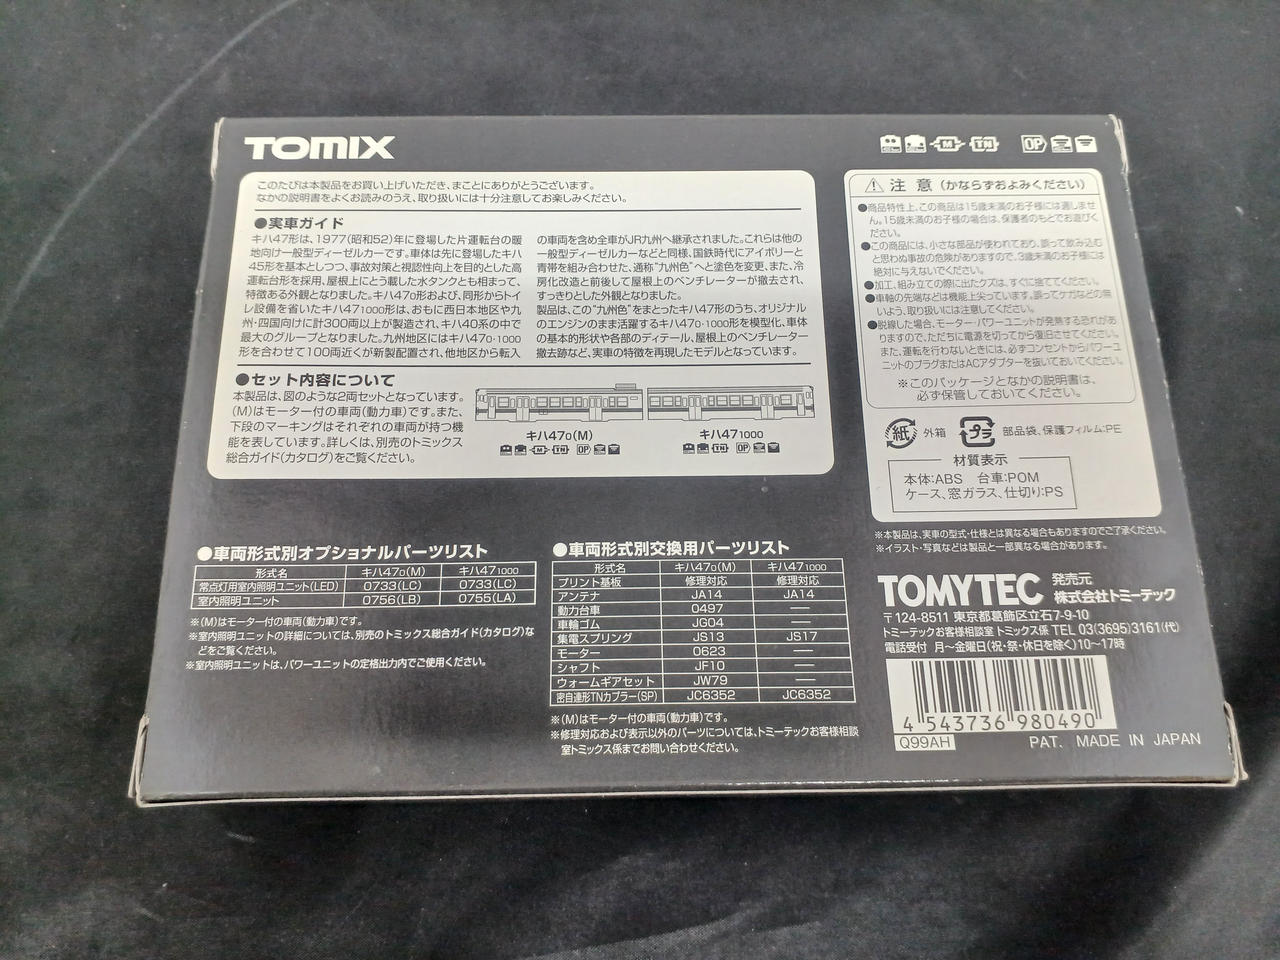 TOMIX
M TN OP
このたびは本製品をお買い上げいただき、まことにありがとうございます。
なかの説明書をよくお読みのうえ、取り扱いには十分注意してお楽しみください。
●実車ガイド
キハ47形は、1977(昭和52)年に登場した片運転台の暖
地向け一般型ディーゼルカーです。車体は先に登場したキハ
45形を基本としつつ、事故対策と視認性向上を目的とした高
運転台形を採用、屋根上にとう載した水タンクとも相まって、
特徴ある外観となりました。キハ470形および、同形からトイ
レ設備を省いたキハ471000形は、おもに西日本地区や九
州・四国向けに計300両以上が製造され、キハ40系の中で
最大のグループとなりました。九州地区にはキハ470・1000
形を合わせて100両近くが新製配置され、他地区から転入
の車両を含め全車がJR九州へ継承されました。これらは他の
一般型ディーゼルカーなどと同様、国鉄時代にアイボリーと
青帯を組み合わせた、通称“九州色”へと塗色を変更、また、冷
房化改造と前後して屋根上のベンチレーターが撤去され、
すっきりとした外観となりました。
製品は、この“九州色”をまとったキハ47形のうち、オリジナル
のエンジンのまま活躍するキハ470・1000形を模型化、車体
の基本的形状や各部のディテール、屋根上のベンチレーター
撤去跡など、実車の特徴を再現したモデルとなっています。
●セット内容について
本製品は、図のような2両セットとなっています。
(M)はモーター付の車両(動力車)です。また、
下段のマーキングはそれぞれの車両が持つ機
能を表しています。詳しくは、別売のトミックス
総合ガイド(カタログ)をご覧ください。
キハ470(M) キハ471000
M TN OP OP
⚠注意(かならずおよみください)
●商品特性上、この商品は15歳未満のお子様には適しませ
ん。15歳未満のお子様の場合は、保護者のもとでお遊びく
ださい。
●この商品には、小さな部品が使われており、誤って飲み込む
と思わぬ事故の危険がありますので、3歳未満のお子様には
絶対に与えないでください。
●加工、組み立ての際に出たクズは、すぐに捨ててください。
●車軸の先端などは機能上尖っています。誤ってケガなどの無
いよう、取り扱いには注意してください。
●脱線した場合、モーター・パワーユニットが発熱する恐れがあ
りますので、ただちに電源を切ってから復旧させてください。
また、運転を行わないときには、必ずコンセントからパワーユ
ニットのプラグまたはACアダプターを抜いておいてください。
※このパッケージとなかの説明書は、
必ず保管しておいてください。
紙 外箱 プラ 部品袋、保護フィルム:PE
材質表示
本体:ABS 台車:POM
ケース、窓ガラス、仕切り:PS
※本製品は、実車の型式・仕様とは異なる場合もありますのでご了承ください。
※イラスト・写真などは製品と一部異なる場合があります。
●車両形式別オプショナルパーツリスト
形式名 キハ470(M) キハ471000
常点灯用室内照明ユニット(LED) 0733(LC) 0733(LC)
室内照明ユニット 0756(LB) 0755(LA)
※(M)はモーター付の車両(動力車)です。
※室内照明ユニットの詳細については、別売のトミックス総合ガイド(カタログ)な
どをご覧ください。
※室内照明ユニットは、パワーユニットの定格出力内でご使用ください。
●車両形式別交換用パーツリスト
形式名 キハ470(M) キハ471000
プリント基板 修理対応 修理対応
アンテナ JA14 JA14
動力台車 0497 ―
車輪ゴム JG04 ―
集電スプリング JS13 JS17
モーター 0623 ―
シャフト JF10 ―
ウォームギアセット JW79 ―
密自連形TNカプラー(SP) JC6352 JC6352
※(M)はモーター付の車両(動力車)です。
※修理対応および表示以外のパーツについては、トミーテックお客様相談
室トミックス係までお問い合わせください。
TOMYTEC 発売元
株式会社トミーテック
〒124-8511 東京都葛飾区立石7-9-10
トミーテックお客様相談室 トミックス係 TEL 03(3695)3161(代)
電話受付 月〜金曜日(祝・祭・休日を除く)10〜17時
4 543736 980490
Q99AH PAT. MADE IN JAPAN